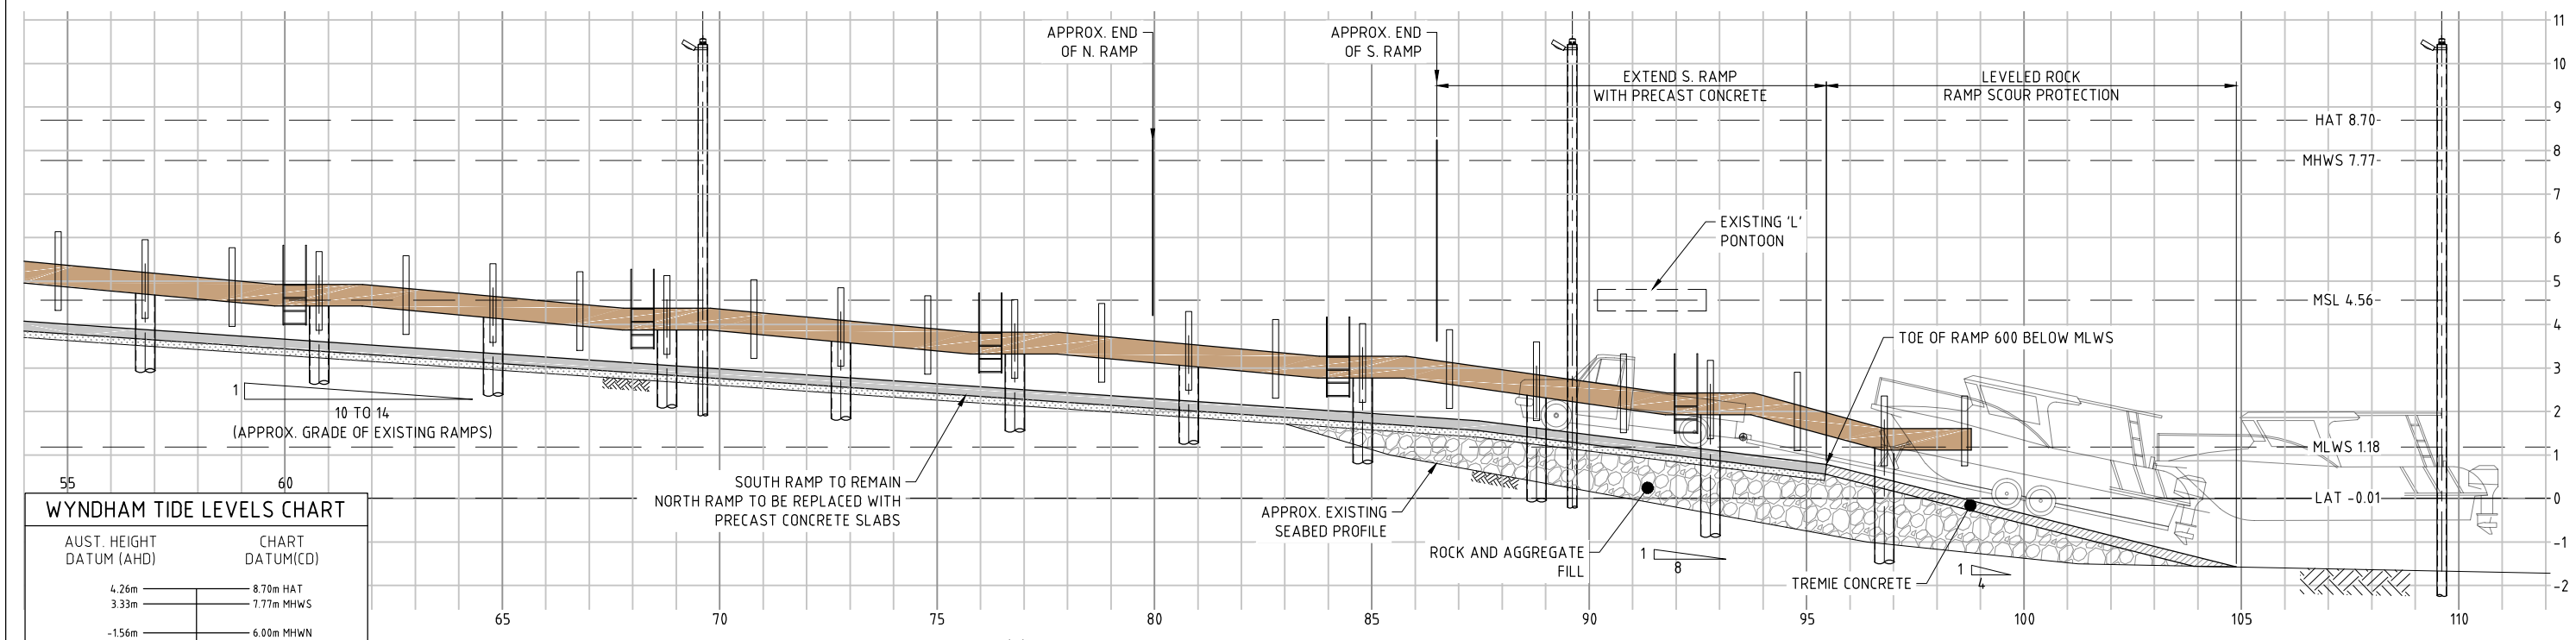 APPROX. END
OF N. RAMP
APPROX. END
OF S. RAMP
EXTEND S. RAMP
WITH PRECAST CONCRETE
LEVELED ROCK
RAMP SCOUR PROTECTION
11
10
9
8
7
6
5
4
3
2
1
0
-1
-2
HAT 8.70
MHWS 7.77
EXISTING 'L'
PONTOON
MSL 4.56
TOE OF RAMP 600 BELOW MLWS
MLWS 1.18
LAT -0.01
1
10 TO 14
(APPROX. GRADE OF EXISTING RAMPS)
SOUTH RAMP TO REMAIN
NORTH RAMP TO BE REPLACED WITH
PRECAST CONCRETE SLABS
APPROX. EXISTING
SEABED PROFILE
ROCK AND AGGREGATE
FILL
1
8
TREMIE CONCRETE
1
4
55
60
65
70
75
80
85
90
95
100
105
110
WYNDHAM TIDE LEVELS CHART
AUST. HEIGHT
DATUM (AHD)
CHART
DATUM(CD)
4.26m
8.70m HAT
3.33m
7.77m MHWS
-1.56m
6.00m MHWN